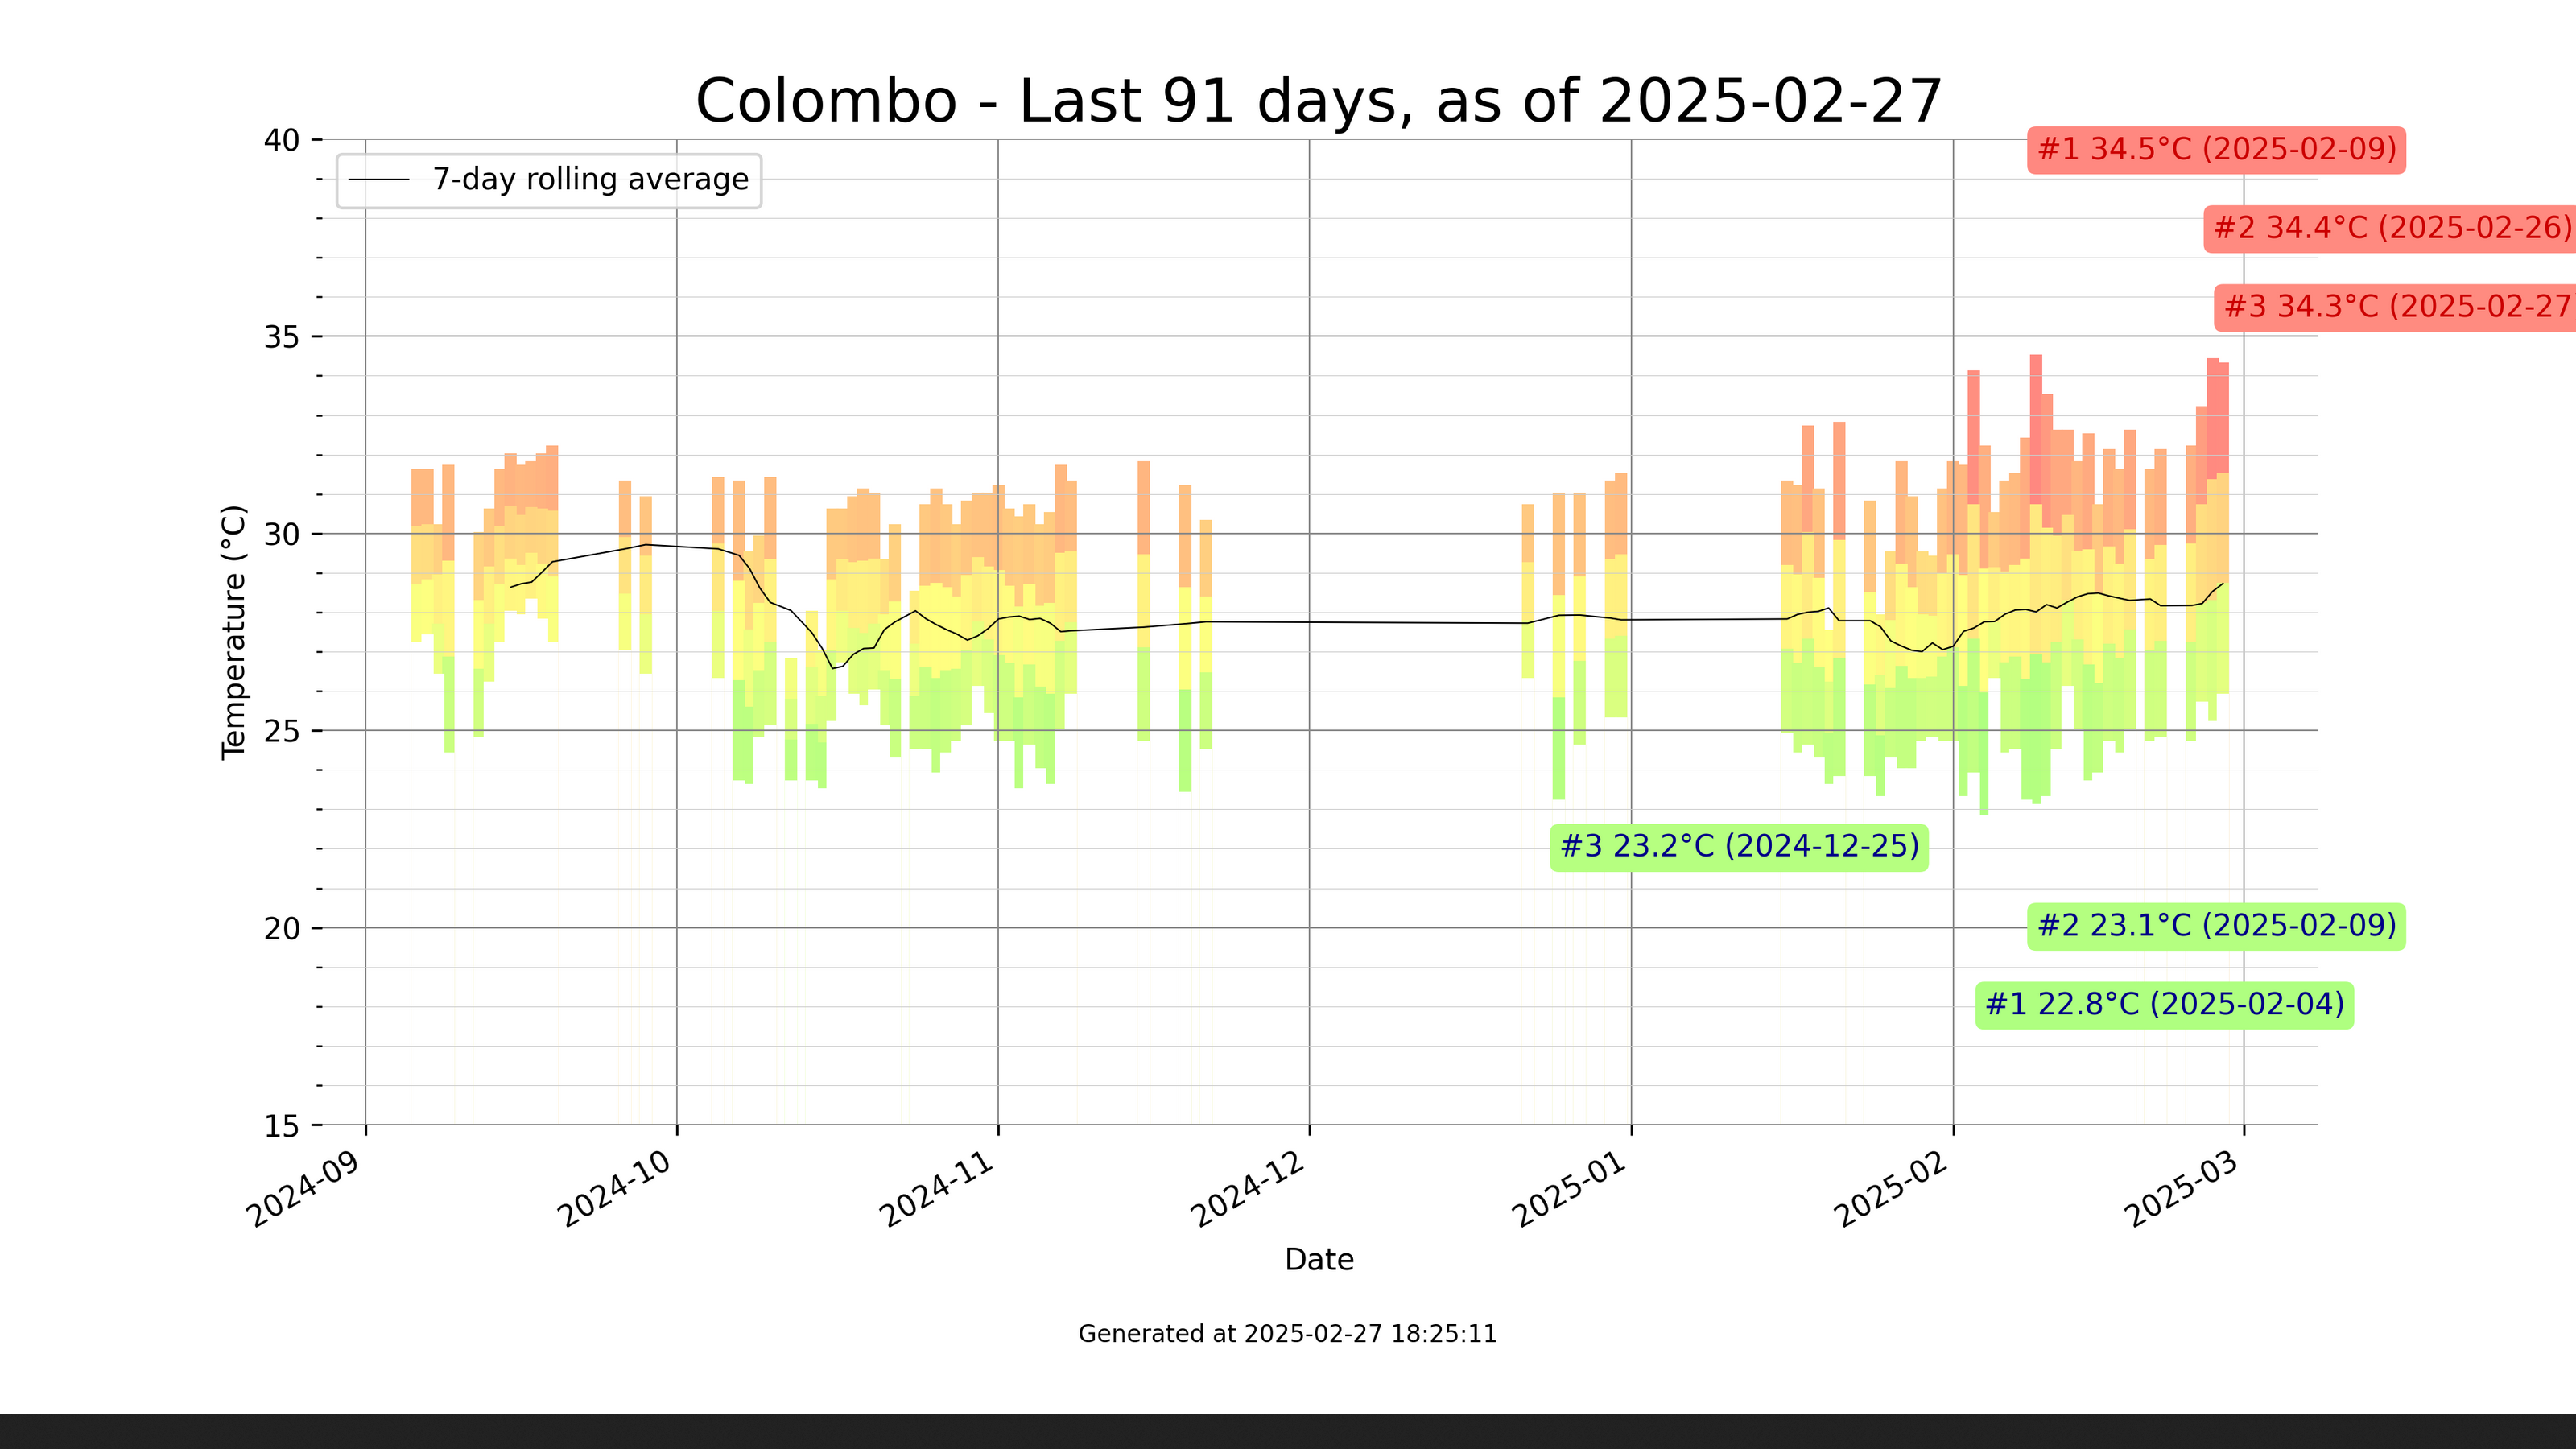 Colombo - Last 91 days, as of 2025-02-27
40
#1 34.5°C (2025-02-09)
7-day rolling average
#2 34.4°C (2025-02-26)
#3 34.3°C (2025-02-27
35
30
Temperature (°C)
25
#3 23.2°C (2024-12-25)
20
#2 23.1°C (2025-02-09)
#1 22.8°C (2025-02-04)
15
2024-09
2024-10
2024-11
2024-12
2025-01
2025-02
2025-03
Date
Generated at 2025-02-27 18:25:11